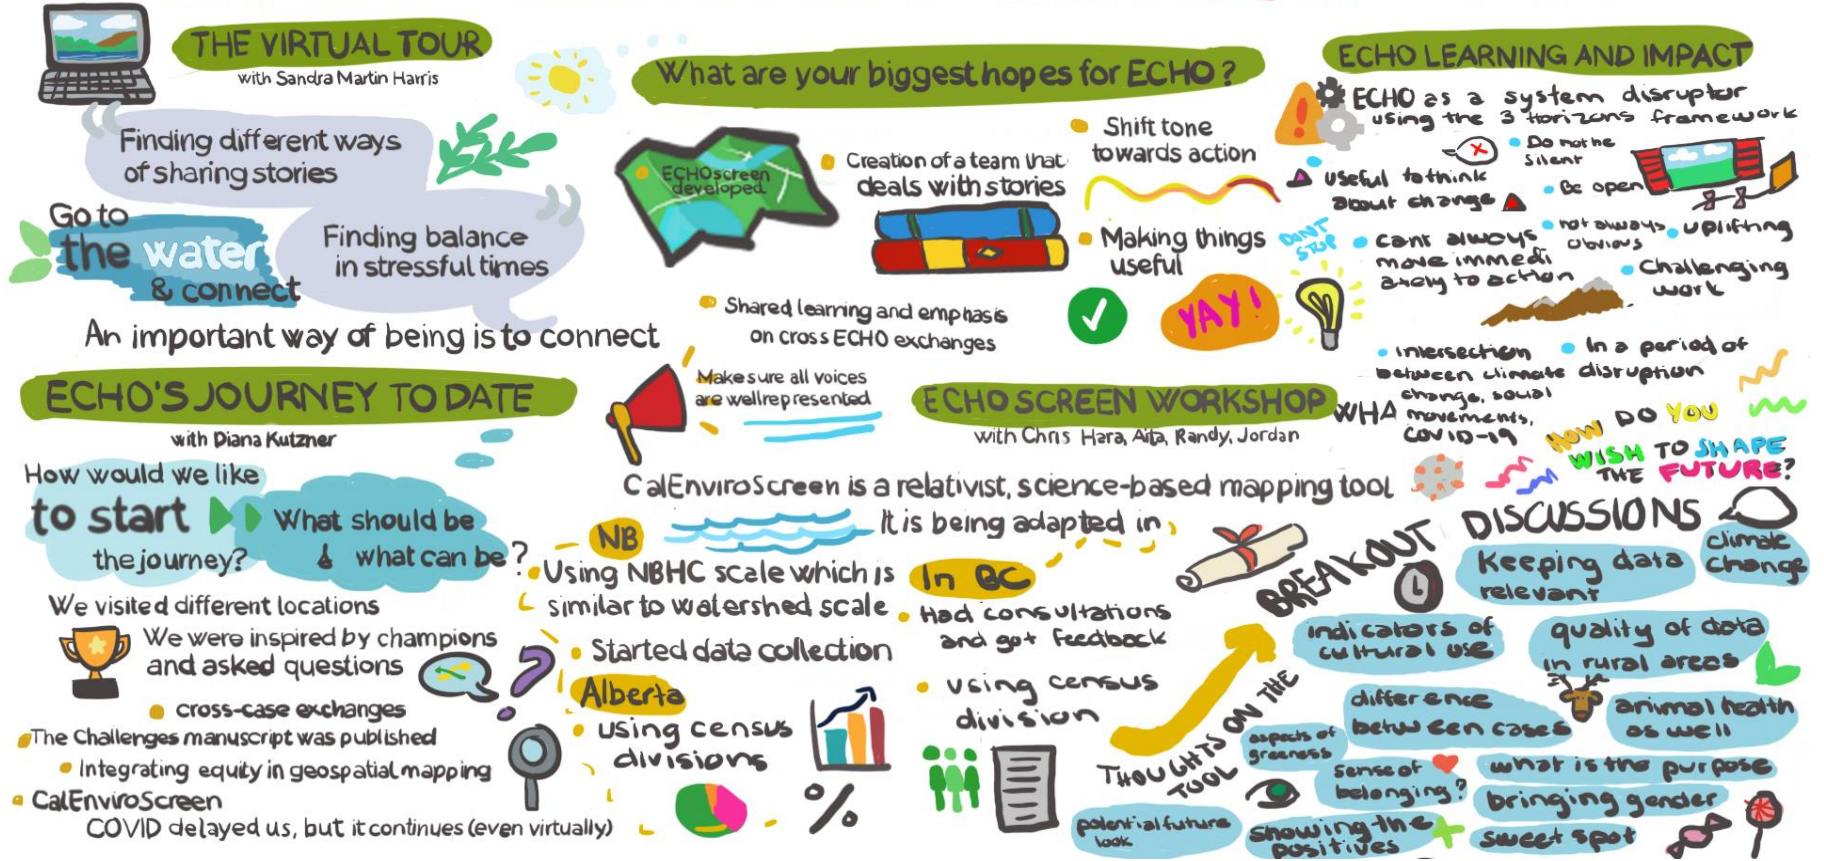 THE VIRTUAL TOUR
with Sandra Martin Harris
Finding different ways
of sharing stories
Go to
the water
& connect
Finding balance
in stressful times
An important way of being is to connect
ECHO'S JOURNEY TO DATE
with Diana Kutzner
How would we like
to start
the journey?
What should be
& what can be?
We visited different locations
We were inspired by champions
and asked questions
cross-case exchanges
The Challenges manuscript was published
Integrating equity in geospatial mapping
CalEnviroScreen
COVID delayed us, but it continues (even virtually)
What are your biggest hopes for ECHO?
ECHOscreen
developed
Creation of a team that
deals with stories
Shift tone
towards action
Making things
useful
Shared learning and emphasis
on cross ECHO exchanges
YAY!
Make sure all voices
are well represented
ECHO SCREEN WORKSHOP
with Chris Hara, Aita, Randy, Jordan
CalEnviroScreen is a relativist, science-based mapping tool
It is being adapted in,
NB
Using NBHC scale which is
similar to watershed scale
Started data collection
Alberta
using census
divisions
%
In BC
Had consultations
and got feedback
using census
division
ECHO LEARNING AND IMPACT
ECHO as a system disruptor
using the 3 Horizons framework
Do not be
silent
useful to think
about change
Be open
DON'T
STOP
cant always
move immedi
ately to action
not always
obvious
uplifting
Challenging
work
intersection
between climate
change, social
movements,
COVID-19
In a period of
disruption
WHA
HOW DO YOU
WISH TO SHAPE
THE FUTURE?
BREAKOUT DISCUSSIONS
Keeping data
relevant
climate
change
indicators of
cultural use
quality of data
in rural areas
difference
between cases
animal health
as well
THOUGHTS ON THE
TOOL
aspects of
greeness
sense of
belonging?
what is the purpose
bringing gender
potential future
look
showing the
positives
sweet spot